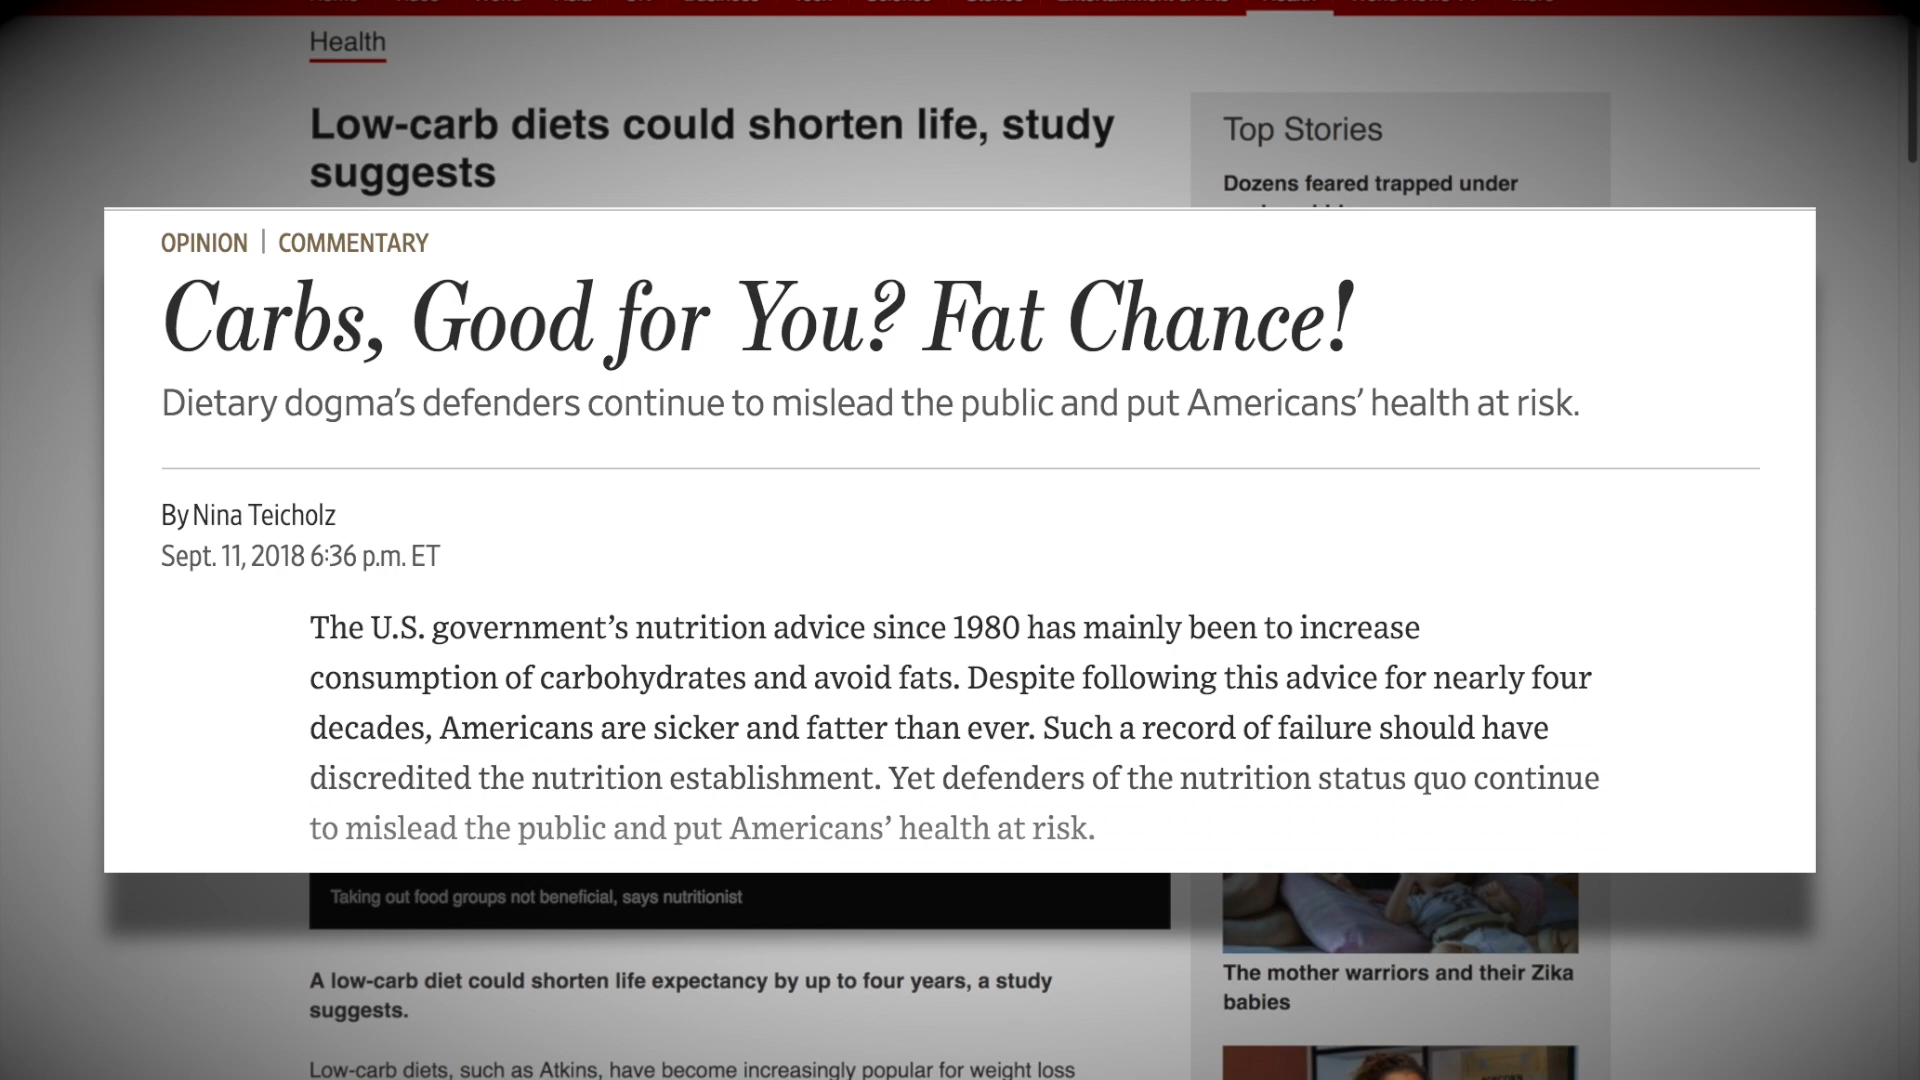 Health
Low-carb diets could shorten life, study
suggests
Top Stories
Dozens feared trapped under
OPINION | COMMENTARY
Carbs, Good for You? Fat Chance!
Dietary dogma's defenders continue to mislead the public and put Americans' health at risk.
By Nina Teicholz
Sept. 11, 2018 6:36 p.m. ET
The U.S. government's nutrition advice since 1980 has mainly been to increase
consumption of carbohydrates and avoid fats. Despite following this advice for nearly four
decades, Americans are sicker and fatter than ever. Such a record of failure should have
discredited the nutrition establishment. Yet defenders of the nutrition status quo continue
to mislead the public and put Americans' health at risk.
Taking out food groups not beneficial, says nutritionist
A low-carb diet could shorten life expectancy by up to four years, a study
suggests.
Low-carb diets, such as Atkins, have become increasingly popular for weight loss
The mother warriors and their Zika
babies